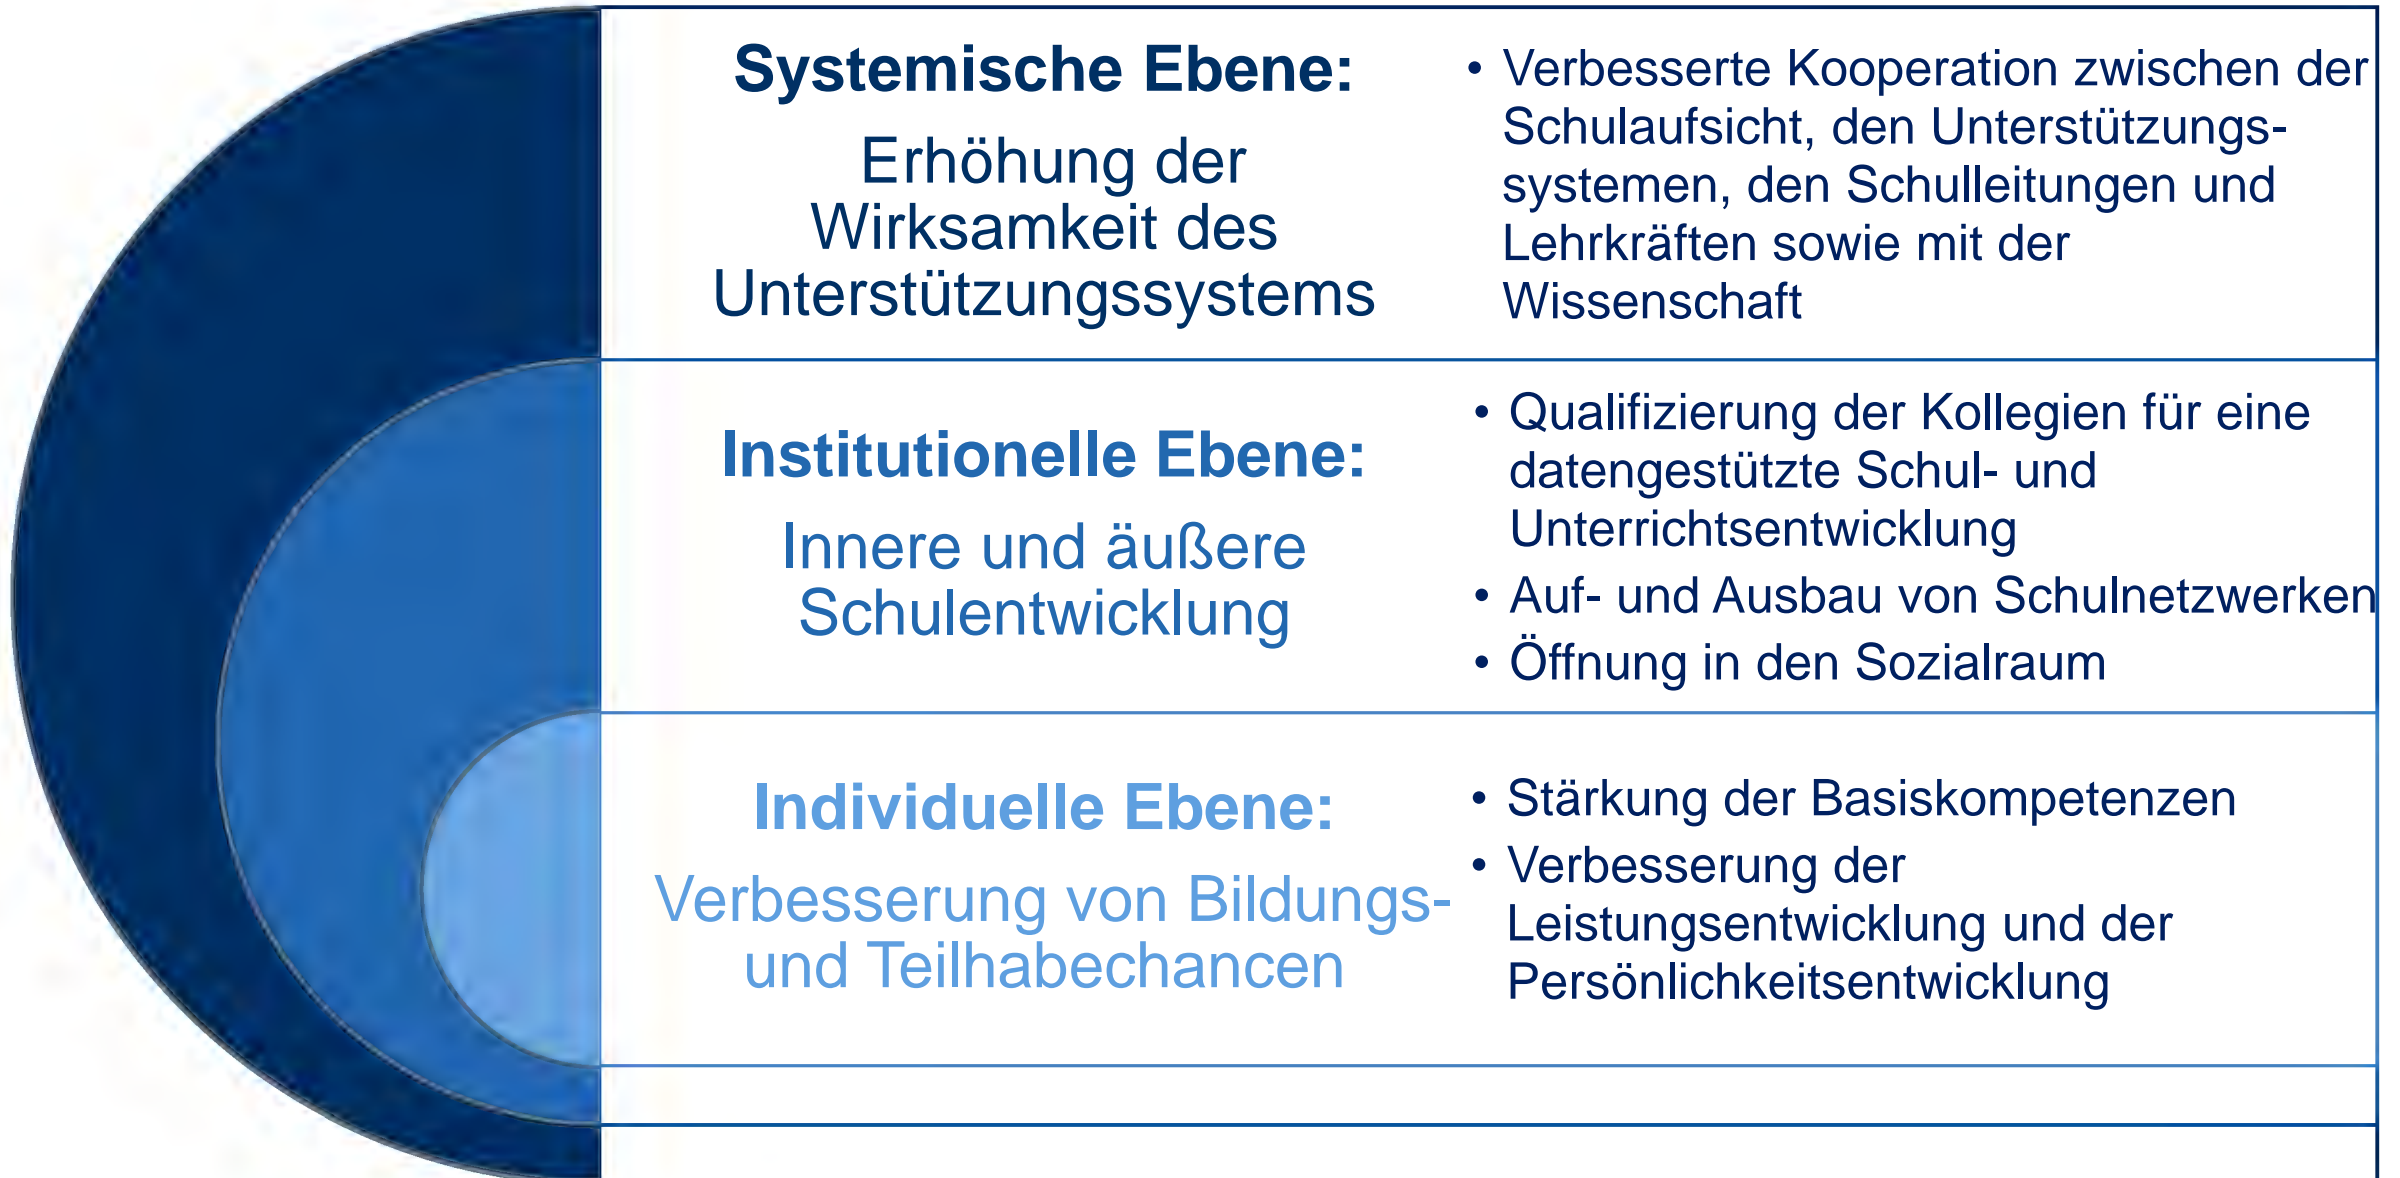 Systemische Ebene:
Erhöhung der
Wirksamkeit des
Unterstützungssystems
• Verbesserte Kooperation zwischen der
Schulaufsicht, den Unterstützungs-
systemen, den Schulleitungen und
Lehrkräften sowie mit der
Wissenschaft
Institutionelle Ebene:
Innere und äußere
Schulentwicklung
• Qualifizierung der Kollegien für eine
datengestützte Schul- und
Unterrichtsentwicklung
• Auf- und Ausbau von Schulnetzwerken
• Öffnung in den Sozialraum
Individuelle Ebene:
Verbesserung von Bildungs-
und Teilhabechancen
• Stärkung der Basiskompetenzen
• Verbesserung der
Leistungsentwicklung und der
Persönlichkeitsentwicklung